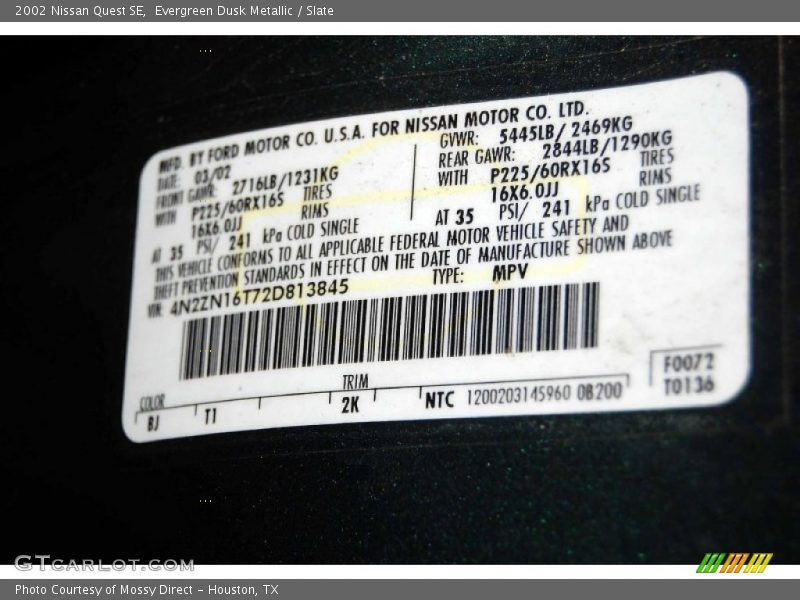 2002 Nissan Quest SE, Evergreen Dusk Metallic / Slate
MFD. BY FORD MOTOR CO. U.S.A. FOR NISSAN MOTOR CO. LTD.
DATE: 03/02 GVWR: 5445LB/ 2469KG
FRONT GAWR: 2716LB/1231KG REAR GAWR: 2844LB/1290KG
WITH P225/60RX16S TIRES WITH P225/60RX16S TIRES
16X6.0JJ RIMS 16X6.0JJ RIMS
AT 35 PSI/ 241 kPa COLD SINGLE AT 35 PSI/ 241 kPa COLD SINGLE
THIS VEHICLE CONFORMS TO ALL APPLICABLE FEDERAL MOTOR VEHICLE SAFETY AND
THEFT PREVENTION STANDARDS IN EFFECT ON THE DATE OF MANUFACTURE SHOWN ABOVE
VIN: 4N2ZN16T72D813845 TYPE: MPV
COLOR TRIM F0072
BJ T1 2K NTC 1200203145960 0B200 T0136
GTCARLOT.COM
Photo Courtesy of Mossy Direct - Houston, TX